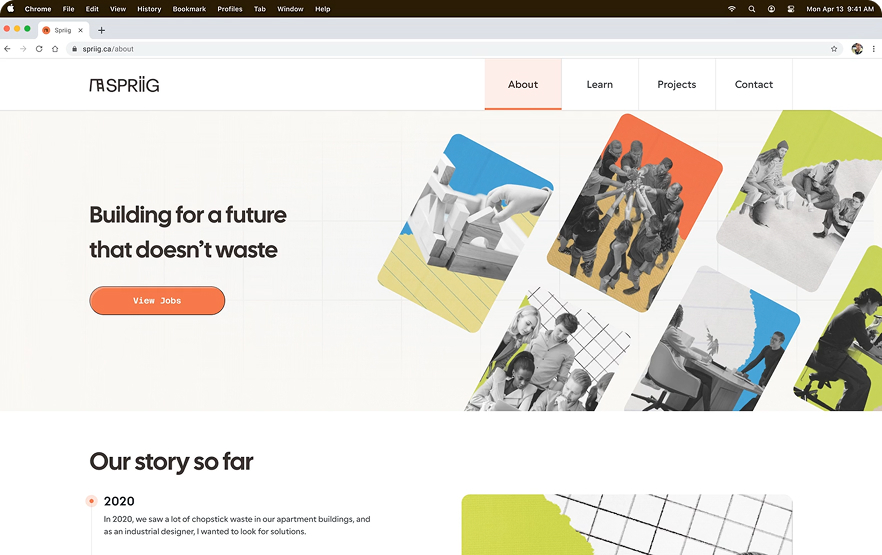 Chrome File Edit View History Bookmark Profiles Tab Window Help Mon Apr 13 9:41 AM
Spriig
spriig.ca/about
SPRIIG
About Learn Projects Contact
Building for a future
that doesn't waste
View Jobs
Our story so far
2020
In 2020, we saw a lot of chopstick waste in our apartment buildings, and
as an industrial designer, I wanted to look for solutions.